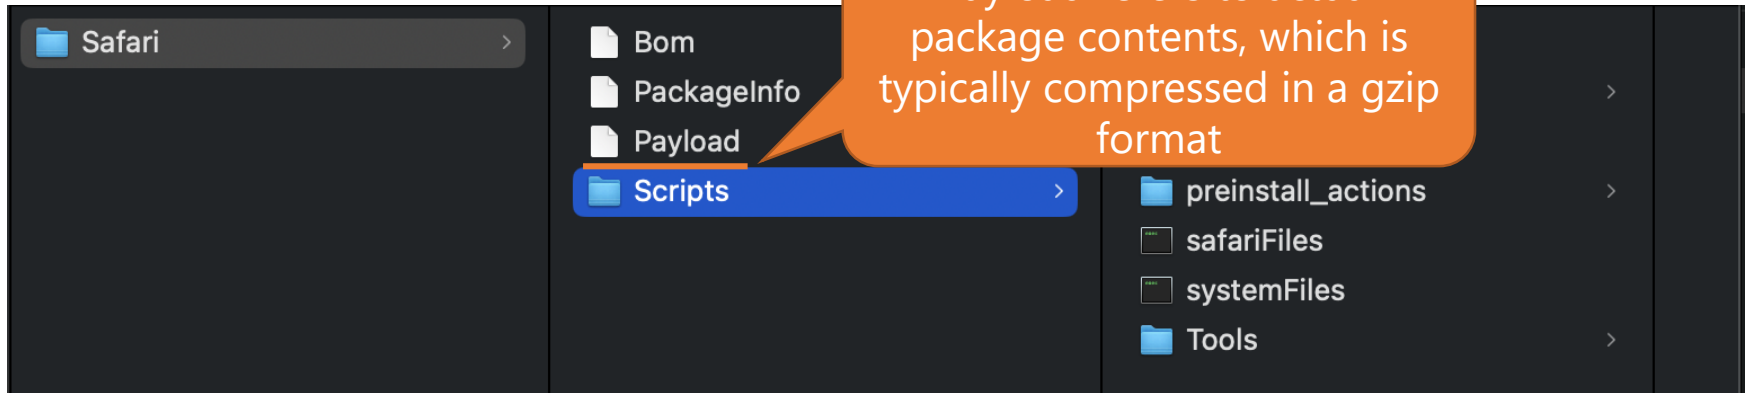 Safari
Bom
PackageInfo
Payload
Scripts
package contents, which is
typically compressed in a gzip
format
preinstall_actions
safariFiles
systemFiles
Tools